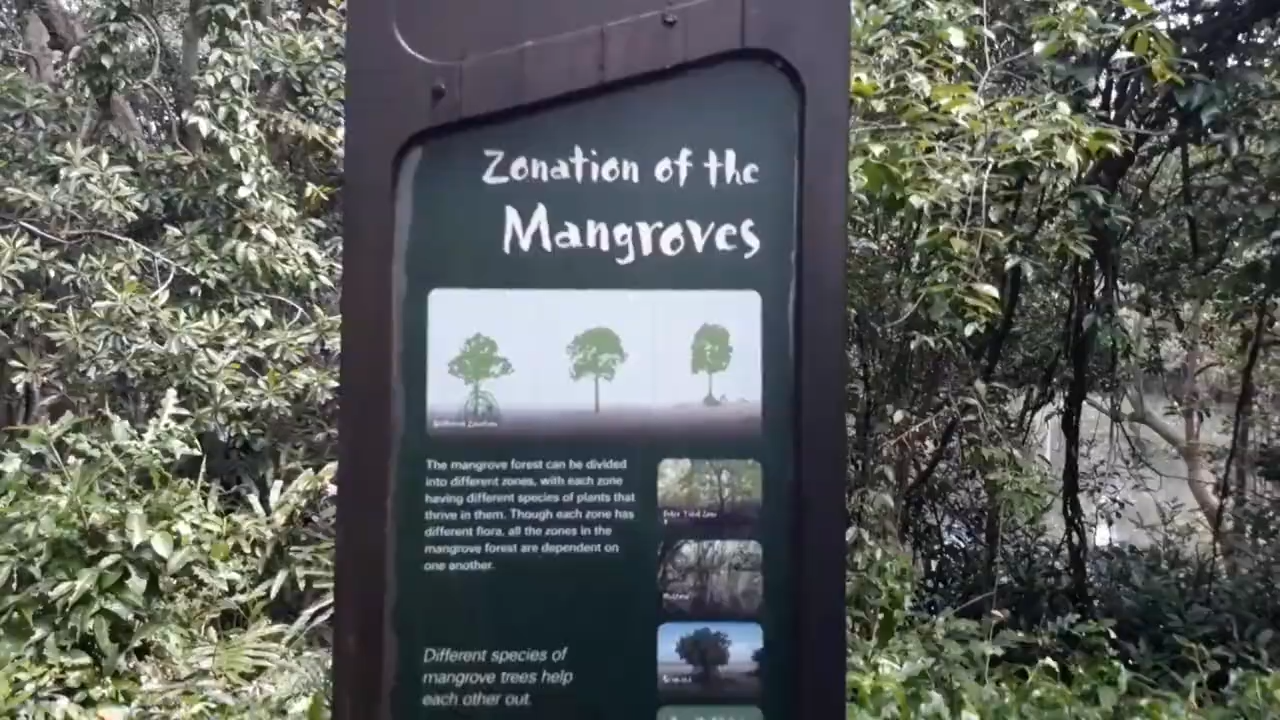 Zonation of the
Mangroves
The mangrove forest can be divided
into different zones, with each zone
having different species of plants that
thrive in them. Though each zone has
different flora, all the zones in the
mangrove forest are dependent on
one another.
Different species of
mangrove trees help
each other out.